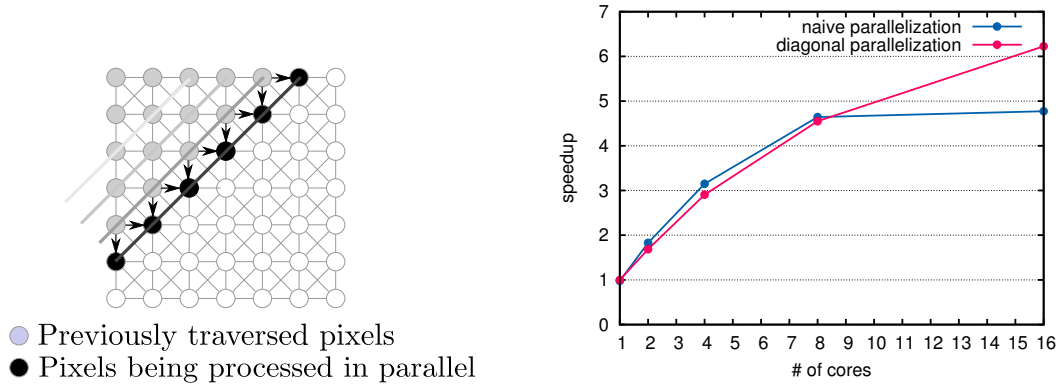 Previously traversed pixels
Pixels being processed in parallel
naive parallelization
diagonal parallelization
speedup
7
6
5
4
3
2
1
0
1 2 3 4 5 6 7 8 9 10 11 12 13 14 15 16
# of cores